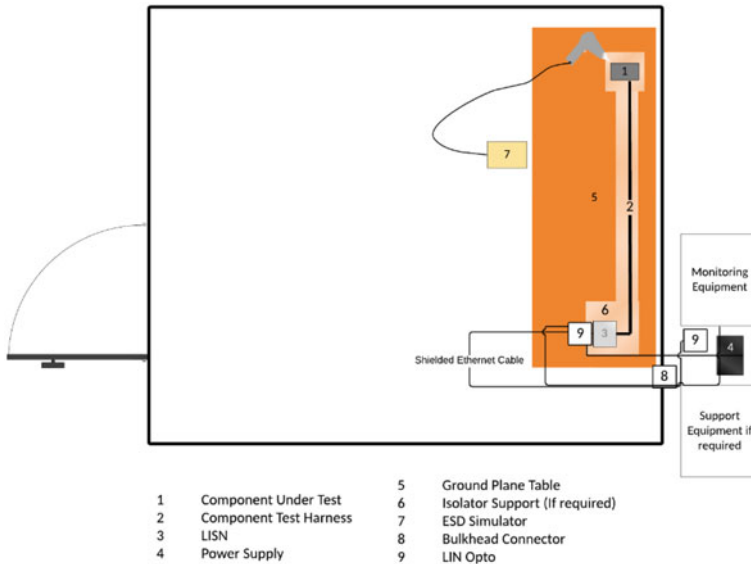 1
7
5
2
6
Monitoring
Equipment
9
3
9
4
Shielded Ethernet Cable
8
Support
Equipment if
required
1 Component Under Test
2 Component Test Harness
3 LISN
4 Power Supply
5 Ground Plane Table
6 Isolator Support (If required)
7 ESD Simulator
8 Bulkhead Connector
9 LIN Opto